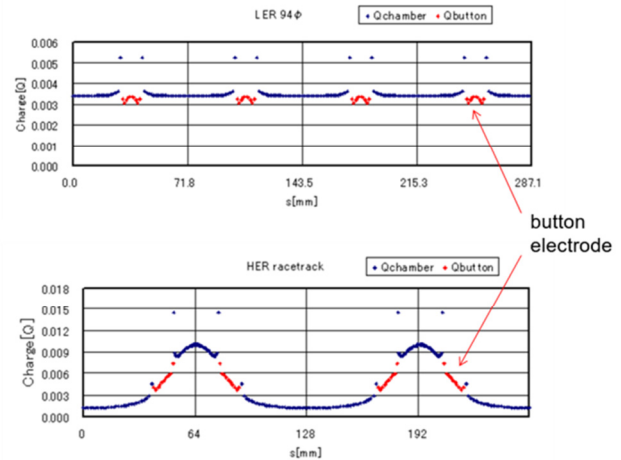 LER 94φ
Qchamber Qbutton
0.006
0.005
0.004
0.003
0.002
0.001
0.000
Charge[Q]
0.0 71.8 143.5 215.3 287.1
s[mm]
button
electrode
HER racetrack
Qchamber Qbutton
0.018
0.015
0.012
0.009
0.006
0.003
0.000
Charge[Q]
0 64 128 192
s[mm]